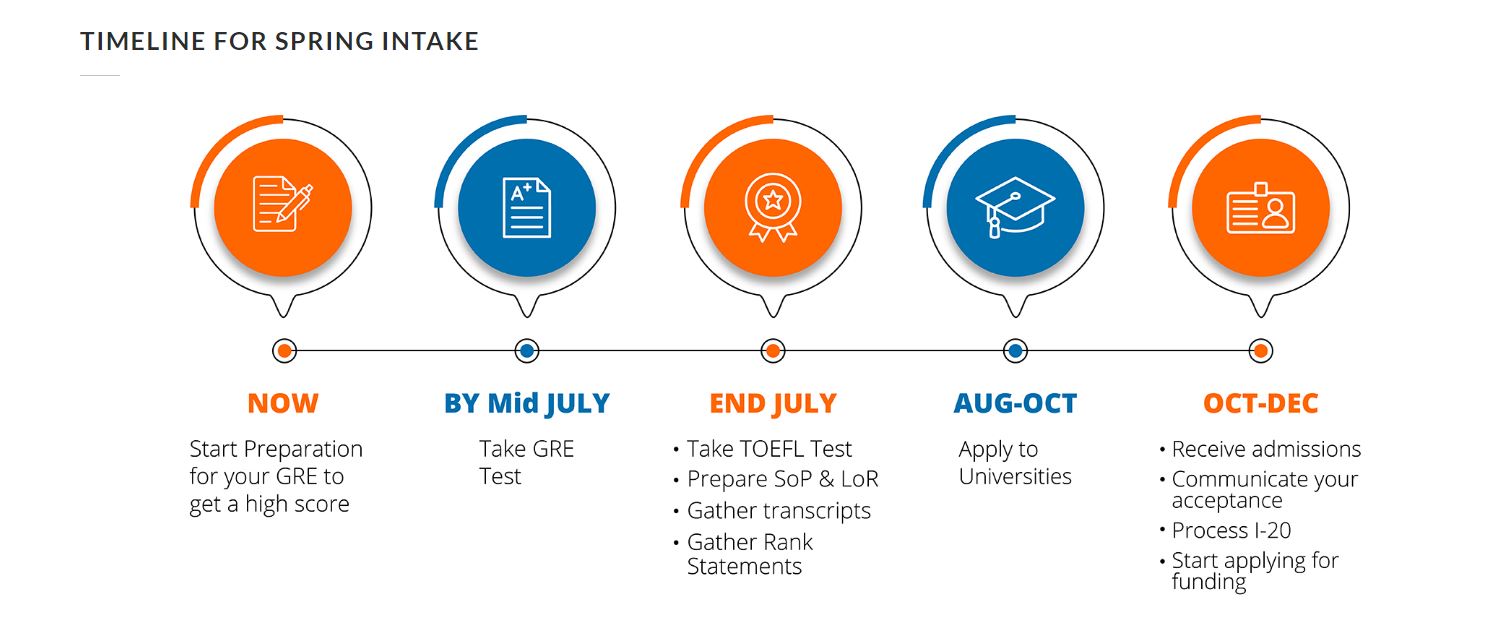 TIMELINE FOR SPRING INTAKE
A+
NOW
Start Preparation
for your GRE to
get a high score
BY Mid JULY
Take GRE
Test
END JULY
• Take TOEFL Test
• Prepare SoP & LoR
• Gather transcripts
• Gather Rank
Statements
AUG-OCT
Apply to
Universities
OCT-DEC
• Receive admissions
• Communicate your
acceptance
• Process I-20
• Start applying for
funding